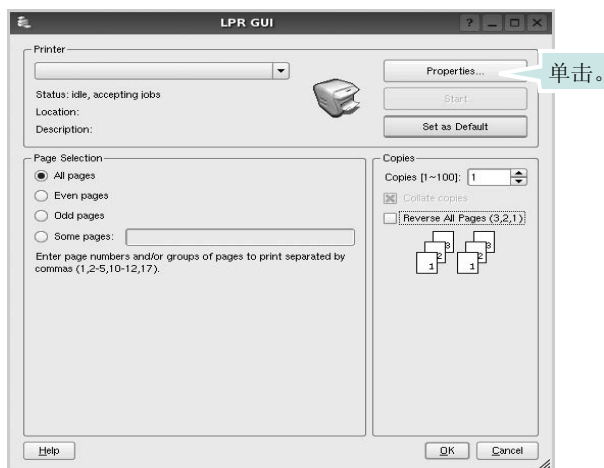 LPR GUI
Printer
Properties...
单击。
Status: idle, accepting jobs
Start
Location:
Description:
Set as Default
Page Selection
All pages
Even pages
Odd pages
Some pages:
Enter page numbers and/or groups of pages to print separated by
commas (1,2-5,10-12,17).
Copies
Copies [1~100]: 1
Collate copies
Reverse All Pages (3,2,1)
3 3
2 2
1 1
Help
OK
Cancel